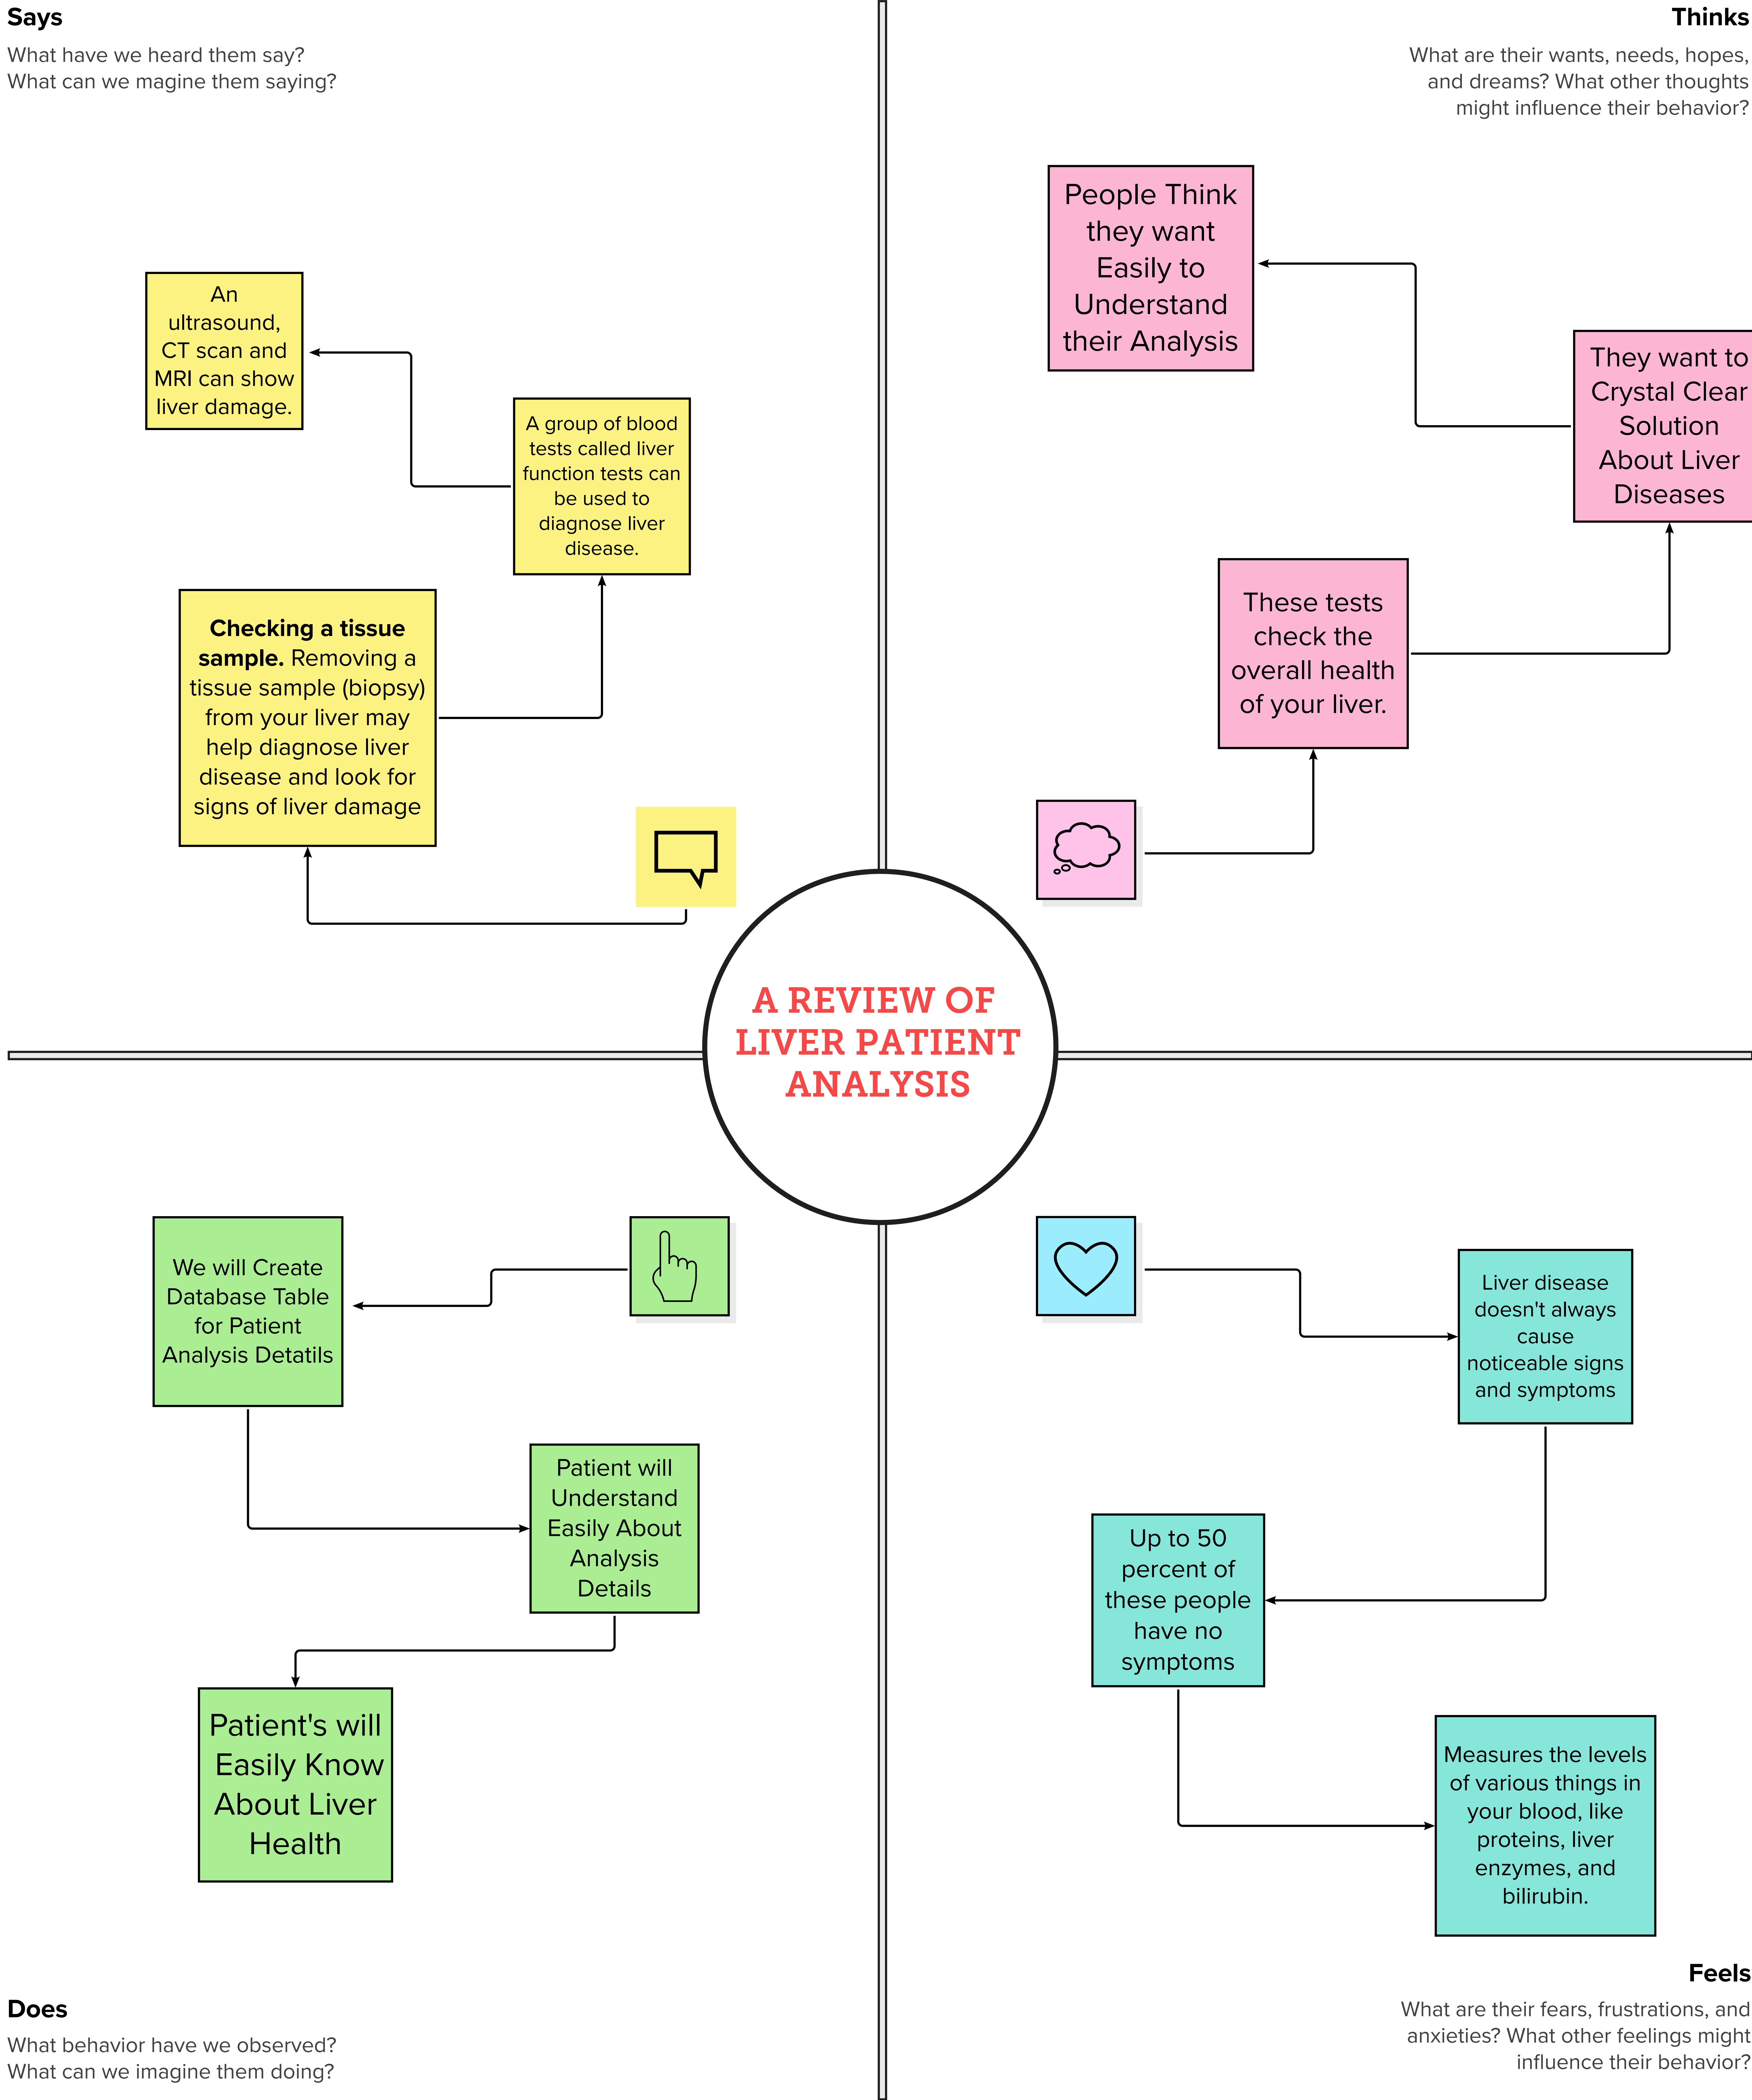 Says
What have we heard them say?
What can we magine them saying?
Thinks
What are their wants, needs, hopes,
and dreams? What other thoughts
might influence their behavior?
An
ultrasound,
CT scan and
MRI can show
liver damage.
A group of blood
tests called liver
function tests can
be used to
diagnose liver
disease.
Checking a tissue
sample. Removing a
tissue sample (biopsy)
from your liver may
help diagnose liver
disease and look for
signs of liver damage
People Think
they want
Easily to
Understand
their Analysis
They want to
Crystal Clear
Solution
About Liver
Diseases
These tests
check the
overall health
of your liver.
A REVIEW OF
LIVER PATIENT
ANALYSIS
We will Create
Database Table
for Patient
Analysis Detatils
Patient will
Understand
Easily About
Analysis
Details
Patient's will
Easily Know
About Liver
Health
Liver disease
doesn't always
cause
noticeable signs
and symptoms
Up to 50
percent of
these people
have no
symptoms
Measures the levels
of various things in
your blood, like
proteins, liver
enzymes, and
bilirubin.
Does
What behavior have we observed?
What can we imagine them doing?
Feels
What are their fears, frustrations, and
anxieties? What other feelings might
influence their behavior?